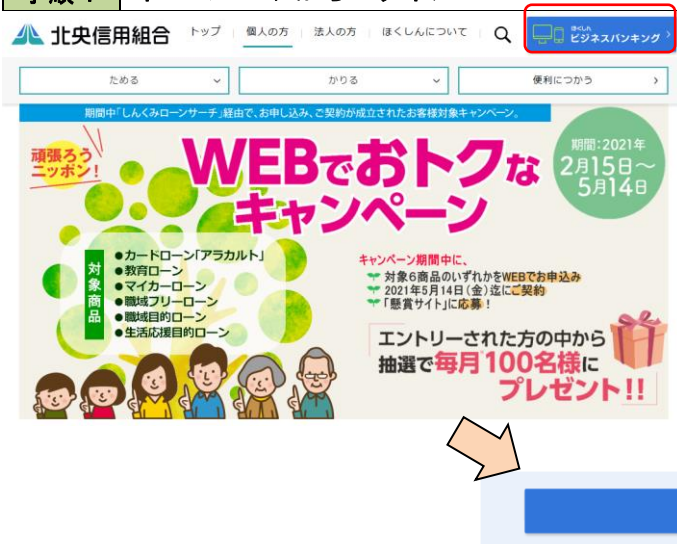 北央信用組合
トップ 個人の方 法人の方 ほくしんについて
ほくしん
ビジネスバンキング
ためる かりる 便利につかう
期間中「しんくみローンサーチ」経由で、お申し込み、ご契約が成立されたお客様対象キャンペーン。
頑張ろう
ニッポン！
WEBでおトクな
キャンペーン
期間：2021年
2月15日～
5月14日
対象商品
●カードローン「アラカルト」
●教育ローン
●マイカーローン
●職域フリーローン
●職域目的ローン
●生活応援目的ローン
キャンペーン期間中に、
対象6商品のいずれかをWEBでお申込み
2021年5月14日(金)迄にご契約
「懸賞サイト」に応募！
エントリーされた方の中から
抽選で毎月100名様に
プレゼント!!